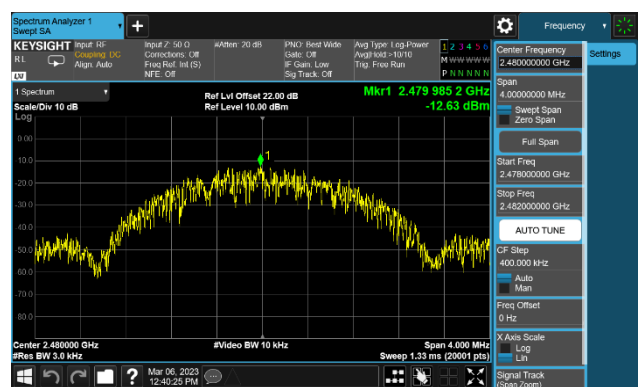 Spectrum Analyzer 1
Swept SA
Frequency
KEYSIGHT
RL
LXI
Input: RF
Coupling: DC
Align: Auto
Input Z: 50 Ω
Corrections: Off
Freq Ref: Int (S)
NFE: Off
#Atten: 20 dB
PNO: Best Wide
Gate: Off
IF Gain: Low
Sig Track: Off
Avg Type: Log-Power
Avg|Hold:>10/10
Trig: Free Run
1 2 3 4 5 6
M W W W W W
P N N N N N
1 Spectrum
Scale/Div 10 dB
Log
Ref Lvl Offset 22.00 dB
Ref Level 10.00 dBm
Mkr1 2.479 985 2 GHz
-12.63 dBm
1
0.00
-10.0
-20.0
-30.0
-40.0
-50.0
-60.0
-70.0
-80.0
Center 2.480000 GHz
#Res BW 3.0 kHz
#Video BW 10 kHz
Span 4.000 MHz
Sweep 1.33 ms (20001 pts)
Center Frequency
2.480000000 GHz
Settings
Span
4.00000000 MHz
Swept Span
Zero Span
Full Span
Start Freq
2.478000000 GHz
Stop Freq
2.482000000 GHz
AUTO TUNE
CF Step
400.000 kHz
Auto
Man
Freq Offset
0 Hz
X Axis Scale
Log
Lin
Signal Track
(Span Zoom)
?
Mar 06, 2023
12:40:25 PM